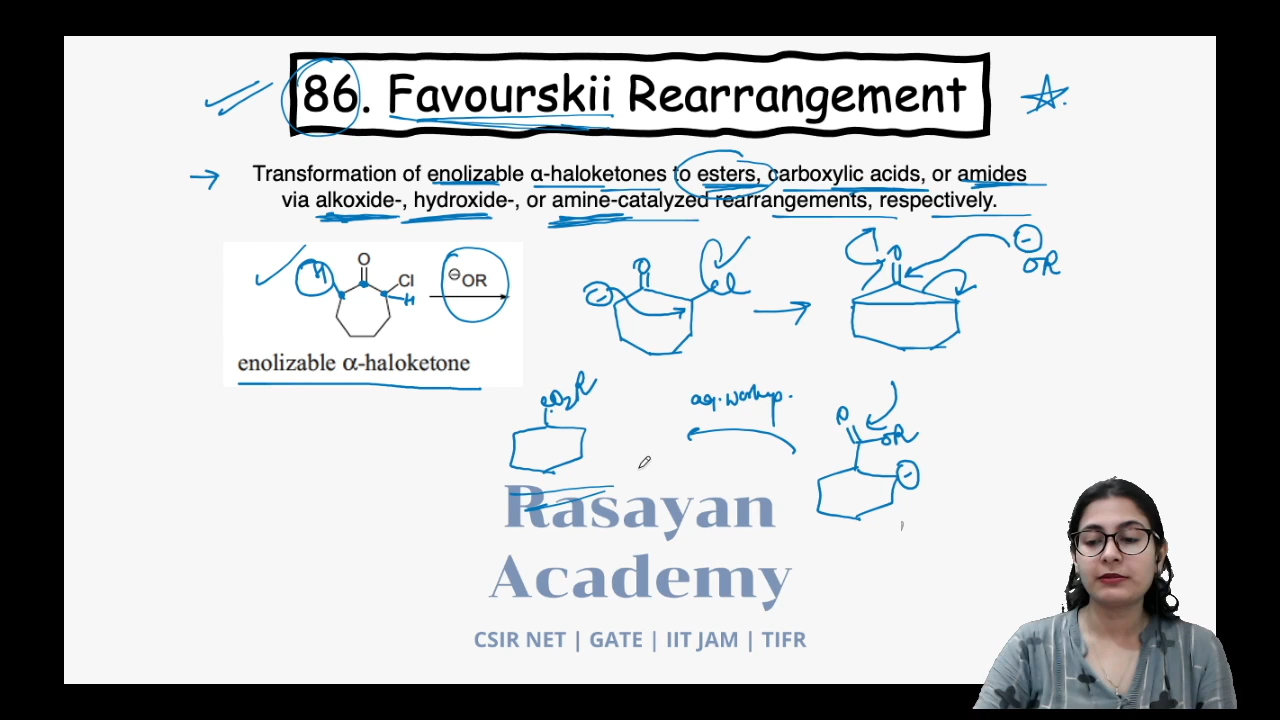 86. Favourskii Rearrangement
Transformation of enolizable α-haloketones to esters, carboxylic acids, or amides
via alkoxide-, hydroxide-, or amine-catalyzed rearrangements, respectively.
H
O
Cl
H
⊖OR
enolizable α-haloketone
⊖
O
Cl
O
⊖
OR
CO2R
aq. workup.
O
OR
⊖
Rasayan
Academy
CSIR NET | GATE | IIT JAM | TIFR